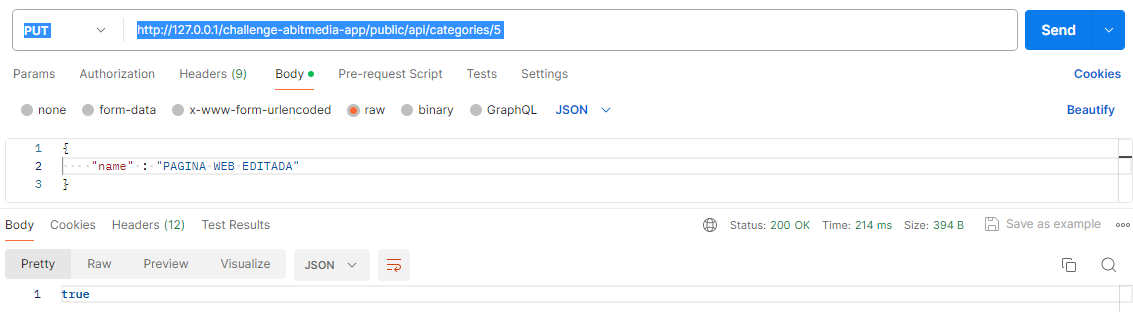 PUT http://127.0.0.1/challenge-abitmedia-app/public/api/categories/5 Send
Params Authorization Headers (9) Body Pre-request Script Tests Settings Cookies
none form-data x-www-form-urlencoded raw binary GraphQL JSON Beautify
1 {
2 "name" : "PAGINA WEB EDITADA"
3 }
Body Cookies Headers (12) Test Results Status: 200 OK Time: 214 ms Size: 394 B Save as example
Pretty Raw Preview Visualize JSON
1 true